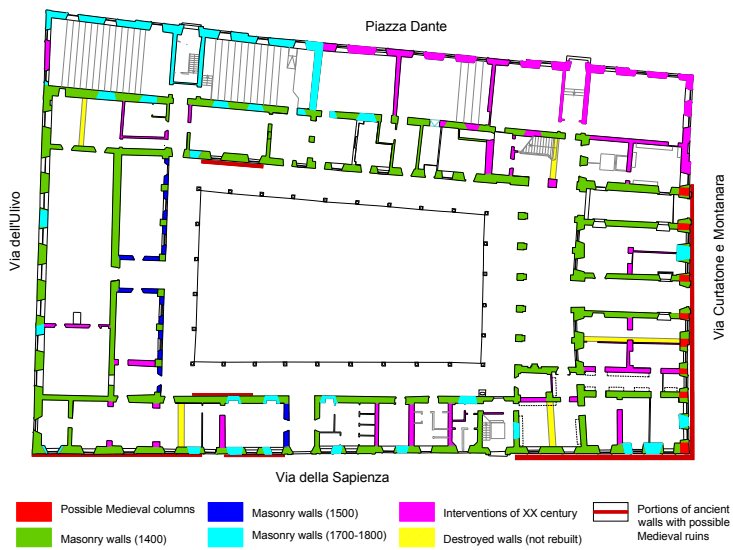 Piazza Dante
Via dell'Ulivo
Via Curtatone e Montanara
Via della Sapienza
Possible Medieval columns
Masonry walls (1400)
Masonry walls (1500)
Masonry walls (1700-1800)
Interventions of XX century
Destroyed walls (not rebuilt)
Portions of ancient
walls with possible
Medieval ruins